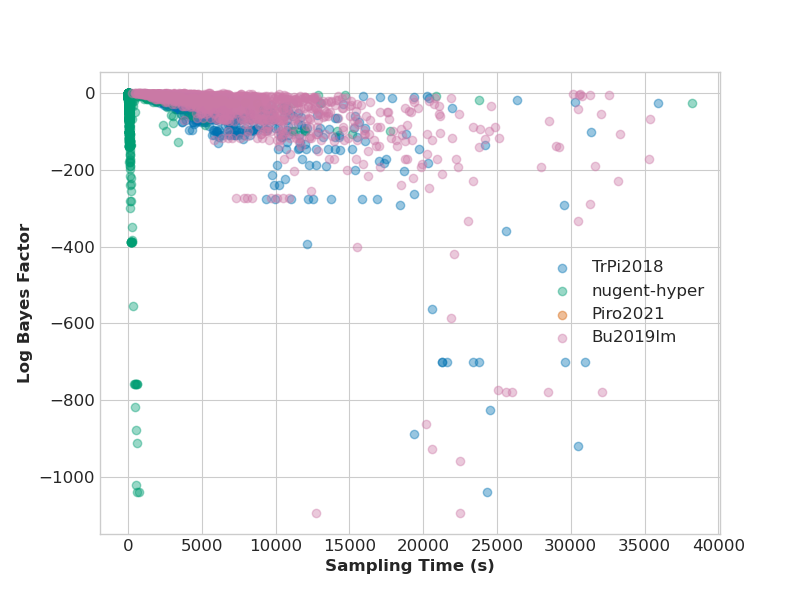 0
−200
−400
−600
−800
−1000
Log Bayes Factor
TrPi2018
nugent-hyper
Piro2021
Bu2019lm
0 5000 10000 15000 20000 25000 30000 35000 40000
Sampling Time (s)